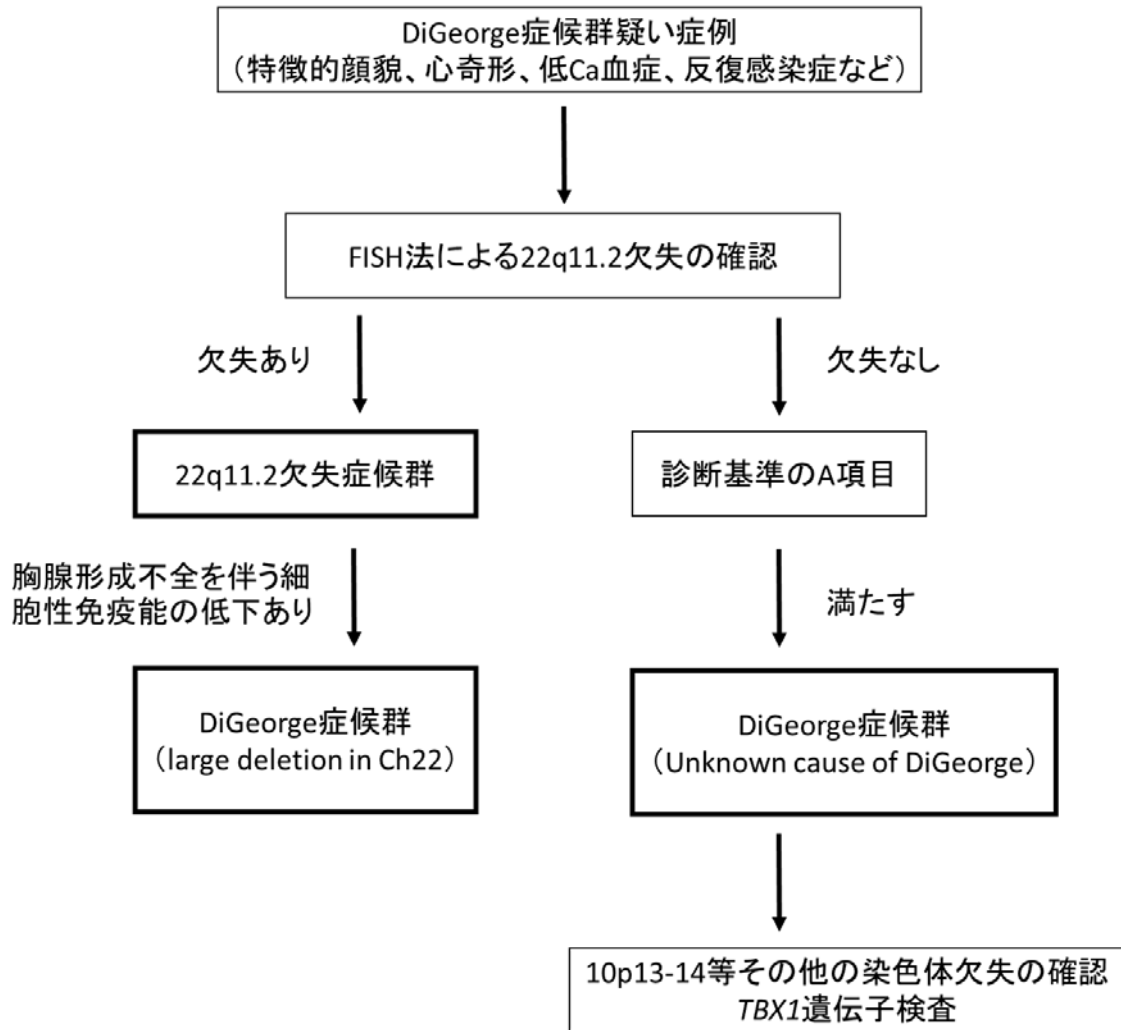 DiGeorge症候群疑い症例
（特徴的顔貌、心奇形、低Ca血症、反復感染症など）
FISH法による22q11.2欠失の確認
欠失あり
欠失なし
22q11.2欠失症候群
診断基準のA項目
胸腺形成不全を伴う細
胞性免疫能の低下あり
満たす
DiGeorge症候群
（large deletion in Ch22）
DiGeorge症候群
（Unknown cause of DiGeorge）
10p13-14等その他の染色体欠失の確認
TBX1遺伝子検査